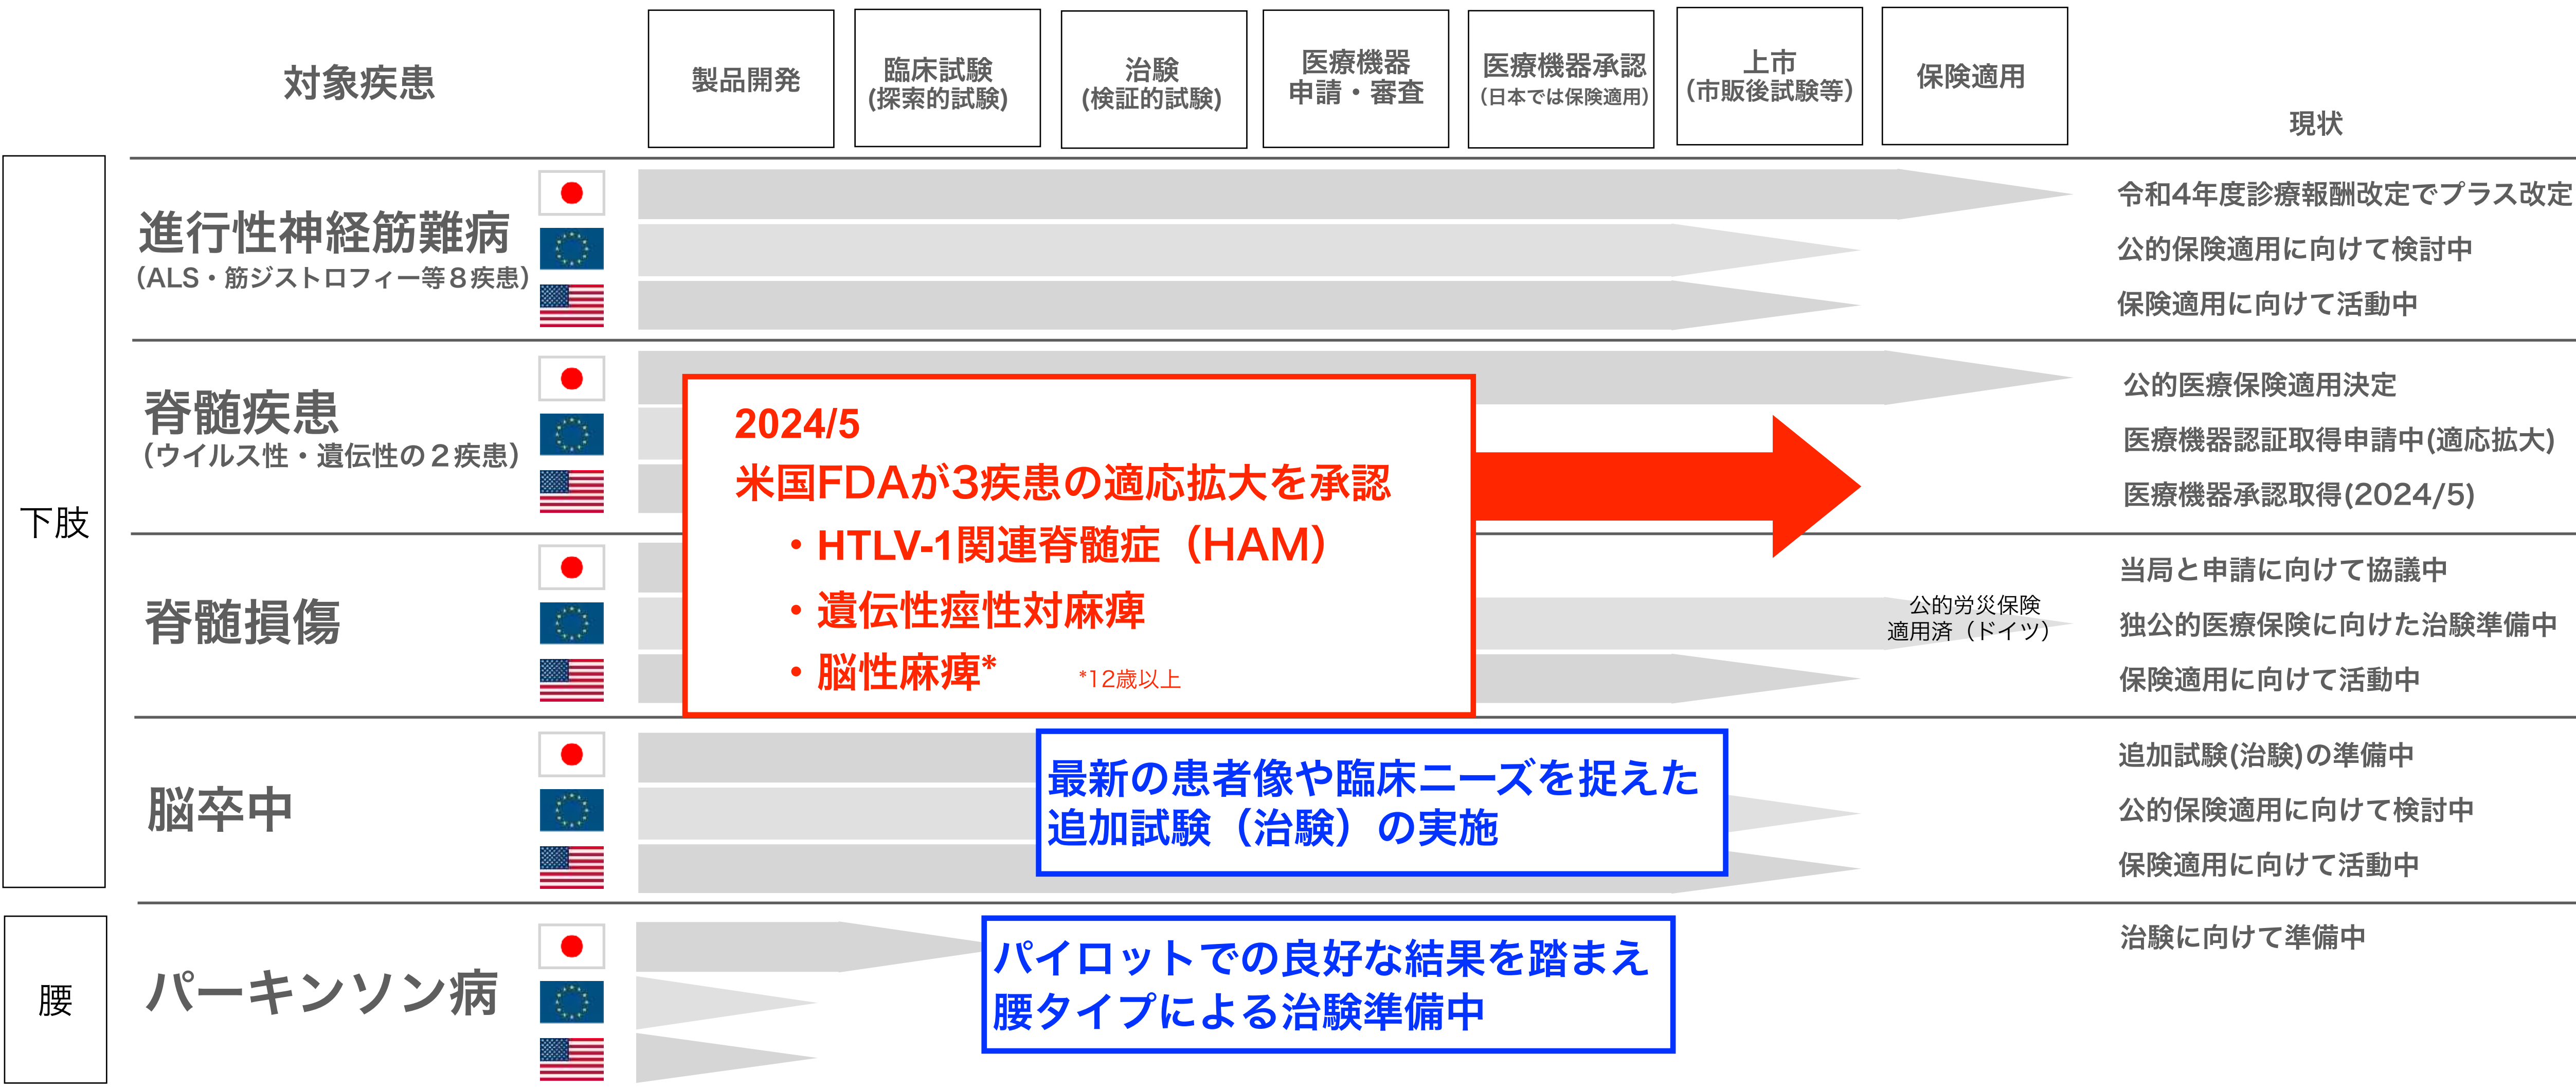 対象疾患
製品開発
臨床試験
(探索的試験)
治験
(検証的試験)
医療機器
申請・審査
医療機器承認
（日本では保険適用）
上市
（市販後試験等）
保険適用
現状
下肢
進行性神経筋難病
（ALS・筋ジストロフィー等８疾患）
令和4年度診療報酬改定でプラス改定
公的保険適用に向けて検討中
保険適用に向けて活動中
脊髄疾患
（ウイルス性・遺伝性の２疾患）
公的医療保険適用決定
医療機器認証取得申請中(適応拡大)
医療機器承認取得(2024/5)
2024/5
米国FDAが3疾患の適応拡大を承認
・HTLV-1関連脊髄症（HAM）
・遺伝性痙性対麻痺
・脳性麻痺*
*12歳以上
脊髄損傷
公的労災保険
適用済（ドイツ）
当局と申請に向けて協議中
独公的医療保険に向けた治験準備中
保険適用に向けて活動中
脳卒中
最新の患者像や臨床ニーズを捉えた
追加試験（治験）の実施
追加試験(治験)の準備中
公的保険適用に向けて検討中
保険適用に向けて活動中
腰
パーキンソン病
パイロットでの良好な結果を踏まえ
腰タイプによる治験準備中
治験に向けて準備中